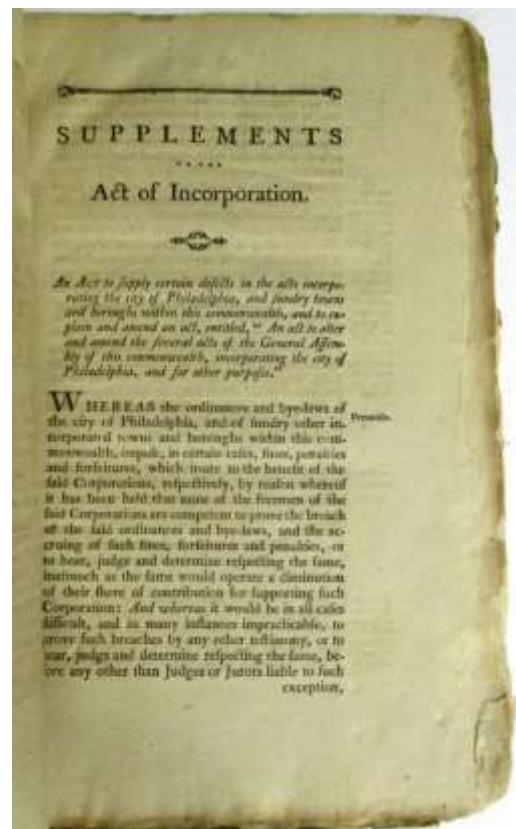 SUPPLEMENTS
TO THE
Act of Incorporation.
An ACT to ſupply certain defects in the acts incorpo-
rating the city of Philadelphia, and ſundry towns
and boroughs within this commonwealth, and to ex-
plain and amend an act, entitled, " An act to alter
and amend the ſeveral acts of the General Aſſem-
bly of this commonwealth, incorporating the city of
Philadelphia, and for other purpoſes."
WHEREAS the ordinances and bye-laws of
the city of Philadelphia, and of ſundry other in-
corporated towns and boroughs within this com-
monwealth, impoſe, in certain caſes, fines, penalties
and forfeitures, which inure to the benefit of the
ſaid Corporations, reſpectively, by reaſon whereof
it has been held that none of the freemen of the
ſaid Corporations are competent to prove the breach
of the ſaid ordinances and bye-laws, and the ac-
cruing of ſuch fines, forfeitures and penalties, or
to hear, judge and determine reſpecting the ſame,
inaſmuch as the ſame would operate a diminution
of their ſhare of contribution for ſupporting ſuch
Corporation: And whereas it would be in all caſes
difficult, and in many inſtances impracticable, to
prove ſuch breaches by any other teſtimony, or to
hear, judge and determine reſpecting the ſame, be-
fore any other than Judges or Jurors liable to ſuch
exception,
Preamble.